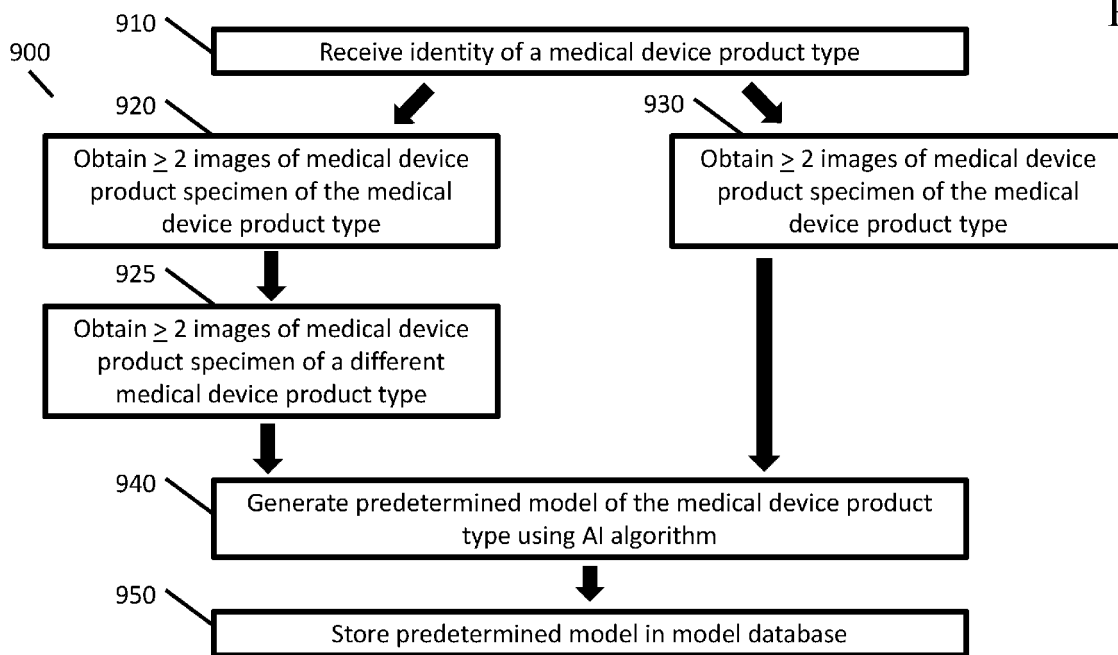 910
Receive identity of a medical device product type
900
920
930
Obtain ≥ 2 images of medical device
product specimen of the medical
device product type
Obtain ≥ 2 images of medical device
product specimen of the medical
device product type
925
Obtain ≥ 2 images of medical device
product specimen of a different
medical device product type
940
Generate predetermined model of the medical device product
type using AI algorithm
950
Store predetermined model in model database